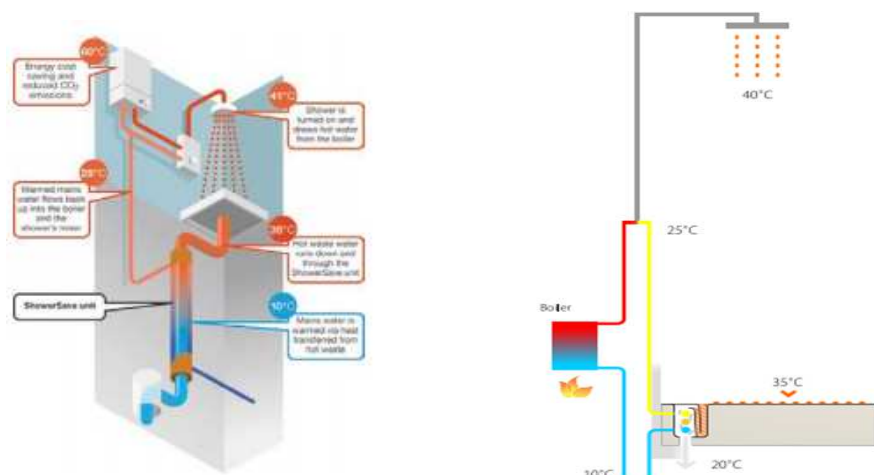 60°C
Energy cost
saving and
reduced CO₂
emissions
41°C
Shower is
turned on and
draws hot water
from the boiler
Warmed mains
water flows back
up into the boiler
and the
shower's mixer
Hot waste water
runs down and
through the
ShowerSave unit
ShowerSave unit
10°C
Mains water is
warmed via heat
transferred from
hot waste
40°C
25°C
Boiler
35°C
20°C
10°C